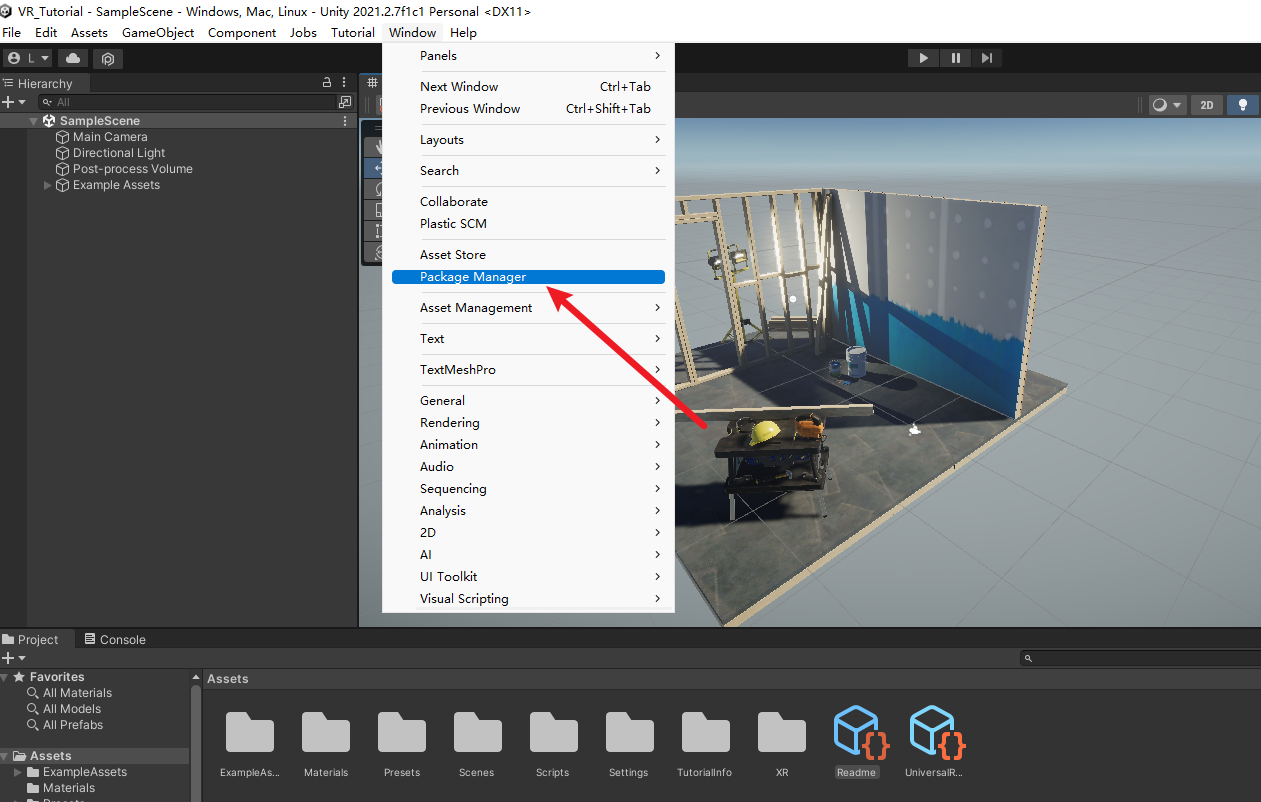 VR_Tutorial - SampleScene - Windows, Mac, Linux - Unity 2021.2.7f1c1 Personal <DX11>
File Edit Assets GameObject Component Jobs Tutorial Window Help
L
Hierarchy
All
SampleScene
Main Camera
Directional Light
Post-process Volume
Example Assets
Panels
Next Window Ctrl+Tab
Previous Window Ctrl+Shift+Tab
Layouts
Search
Collaborate
Plastic SCM
Asset Store
Package Manager
Asset Management
Text
TextMeshPro
General
Rendering
Animation
Audio
Sequencing
Analysis
2D
AI
UI Toolkit
Visual Scripting
2D
Project Console
Favorites
All Materials
All Models
All Prefabs
Assets
ExampleAssets
Materials
Assets
ExampleAs... Materials Presets Scenes Scripts Settings TutorialInfo XR Readme UniversalR...